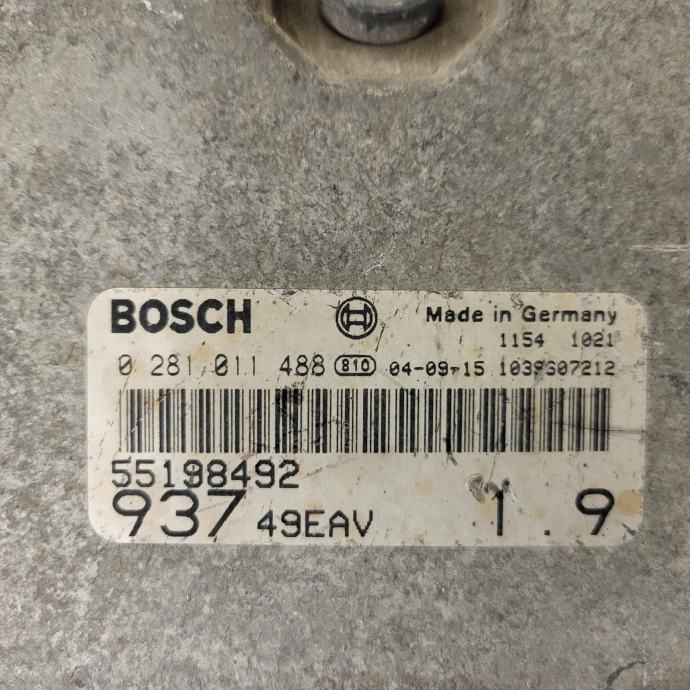 BOSCH Made in Germany
1154 1021
0 281 011 488 810 04-09-15 1039S07212
55198492
937 49EAV 1.9